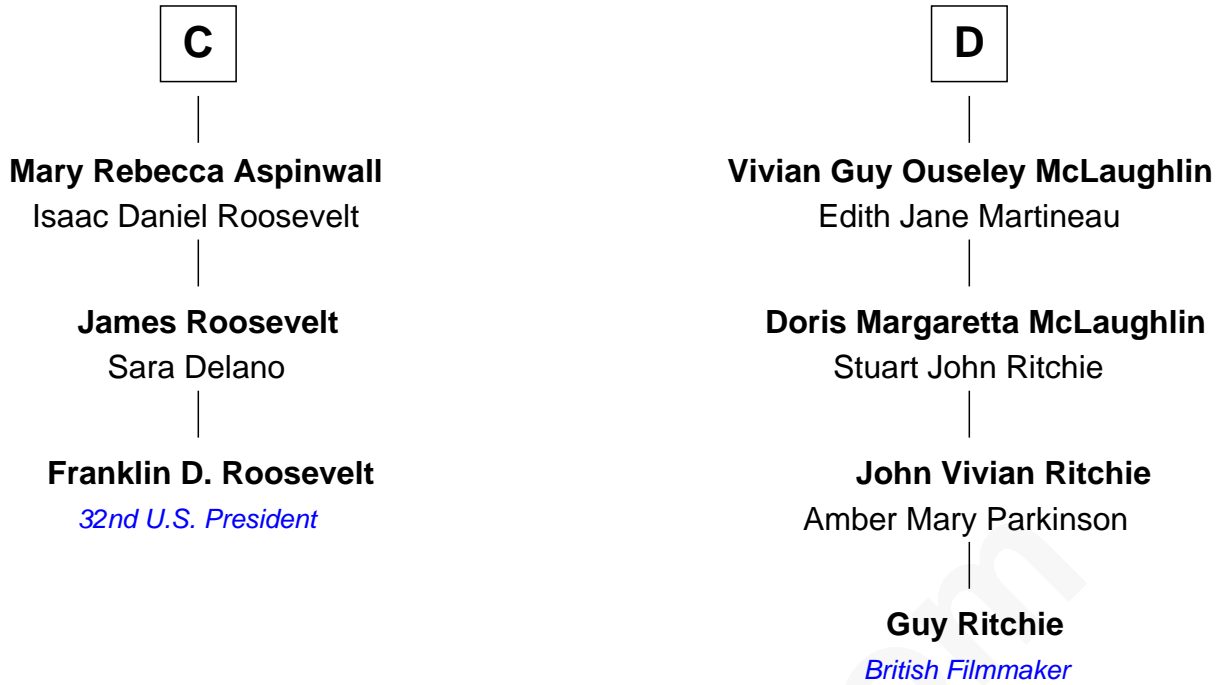 C
Mary Rebecca Aspinwall
Isaac Daniel Roosevelt
James Roosevelt
Sara Delano
Franklin D. Roosevelt
32nd U.S. President
D
Vivian Guy Ouseley McLaughlin
Edith Jane Martineau
Doris Margaretta McLaughlin
Stuart John Ritchie
John Vivian Ritchie
Amber Mary Parkinson
Guy Ritchie
British Filmmaker
om